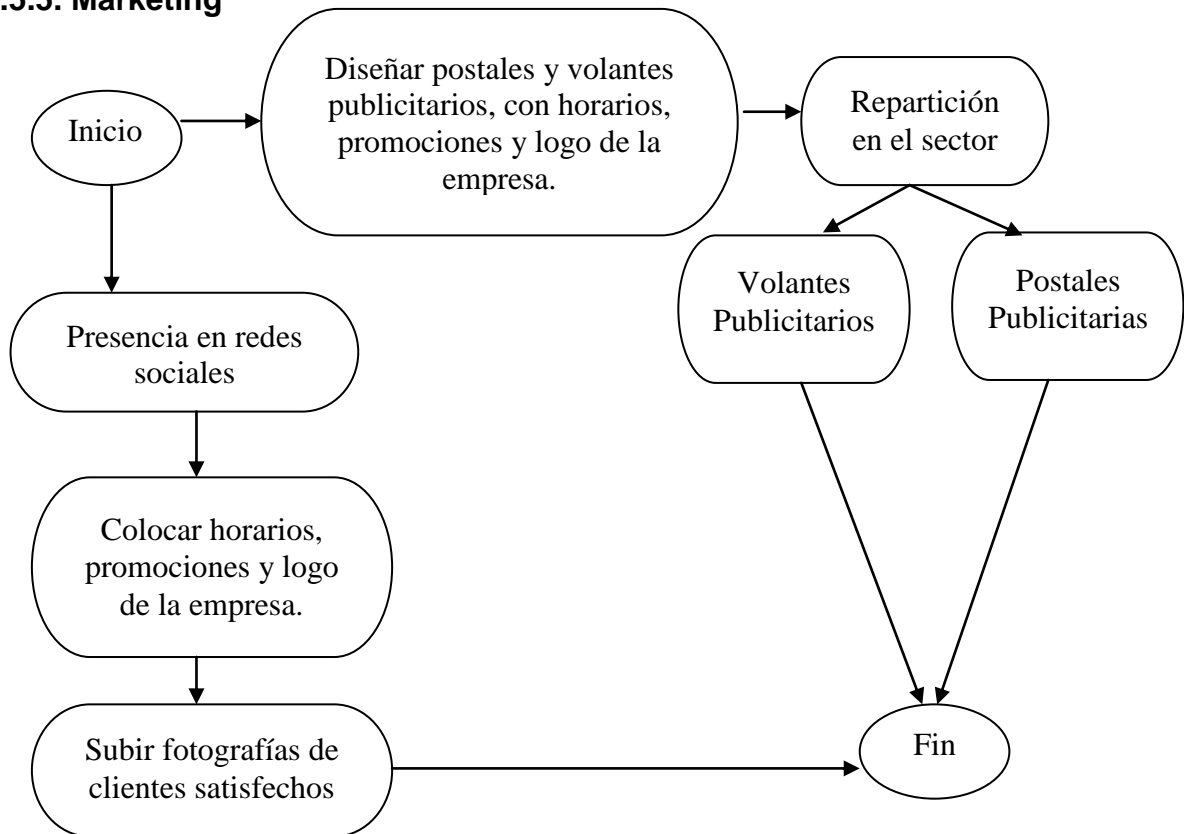 .3.3. Marketing
Diseñar postales y volantes
publicitarios, con horarios,
promociones y logo de la
empresa.
Inicio
Repartición
en el sector
Volantes
Publicitarios
Postales
Publicitarias
Presencia en redes
sociales
Colocar horarios,
promociones y logo
de la empresa.
Subir fotografías de
clientes satisfechos
Fin